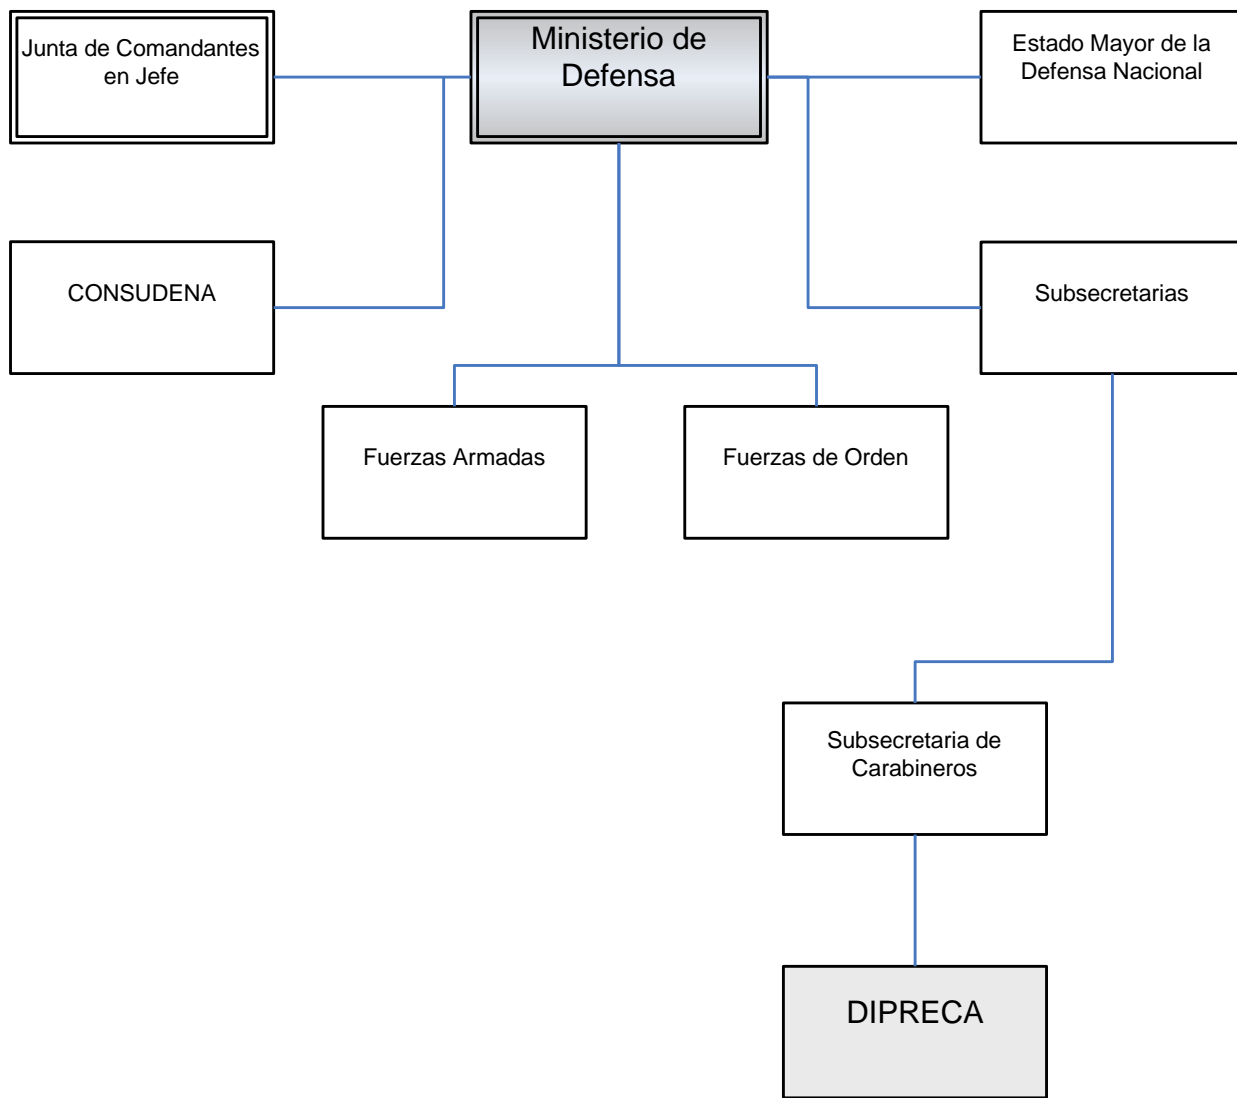 Junta de Comandantes
en Jefe
Ministerio de
Defensa
Estado Mayor de la
Defensa Nacional
CONSUDENA
Subsecretarias
Fuerzas Armadas
Fuerzas de Orden
Subsecretaria de
Carabineros
DIPRECA